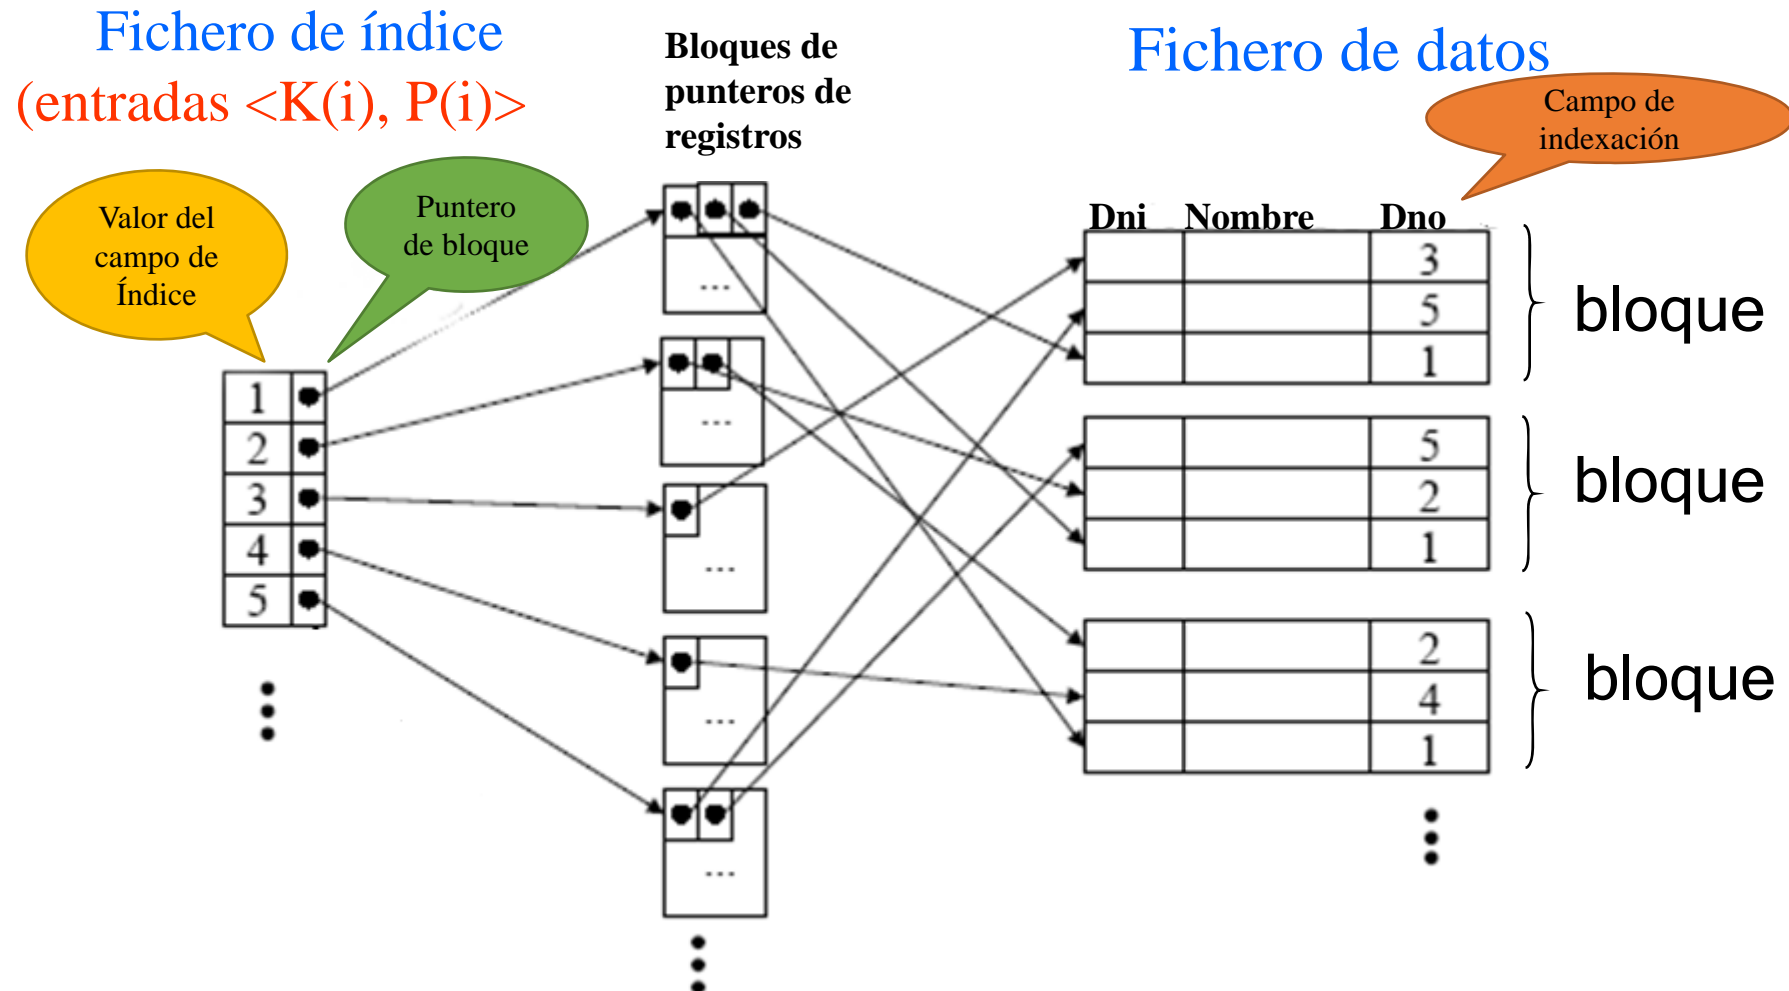 Fichero de índice
(entradas <K(i), P(i)>
Bloques de
punteros de
registros
Fichero de datos
Campo de
indexación
Valor del
campo de
Índice
Puntero
de bloque
Dni Nombre Dno
3
5
1
bloque
5
2
1
bloque
2
4
1
bloque
1
2
3
4
5
...
...
...
...
...